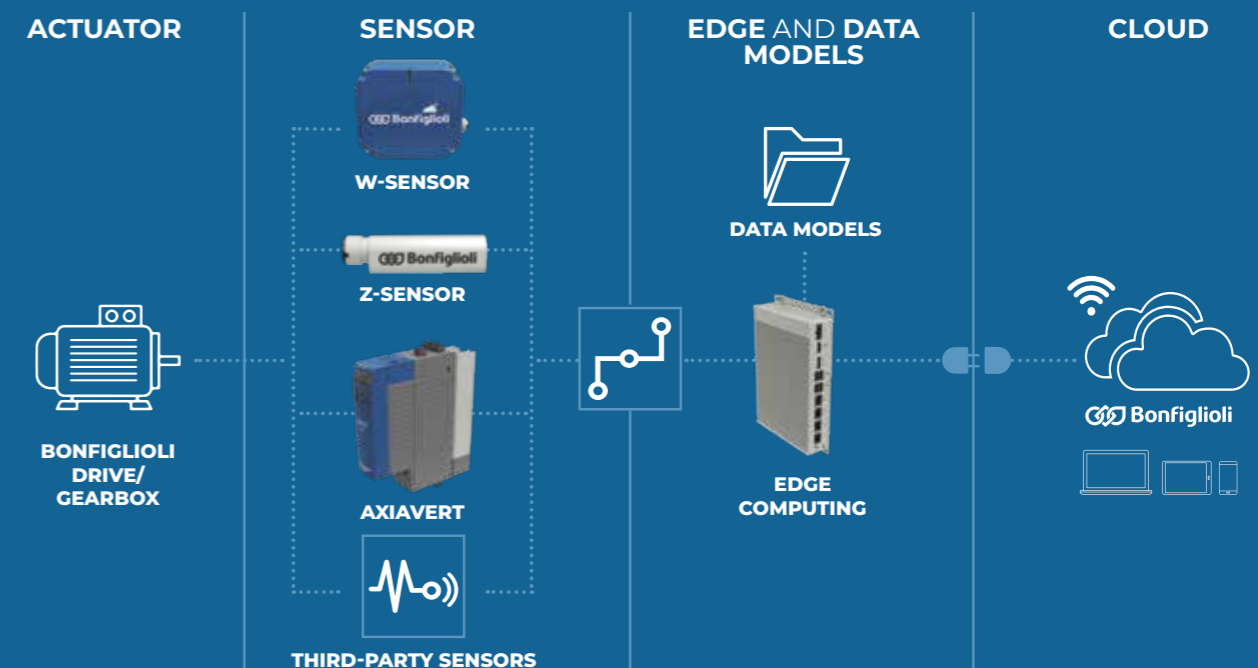 ACTUATOR
SENSOR
EDGE AND DATA
MODELS
CLOUD
Bonfiglioli
W-SENSOR
Bonfiglioli
Z-SENSOR
AXIAVERT
THIRD-PARTY SENSORS
BONFIGLIOLI
DRIVE/
GEARBOX
DATA MODELS
EDGE
COMPUTING
Bonfiglioli